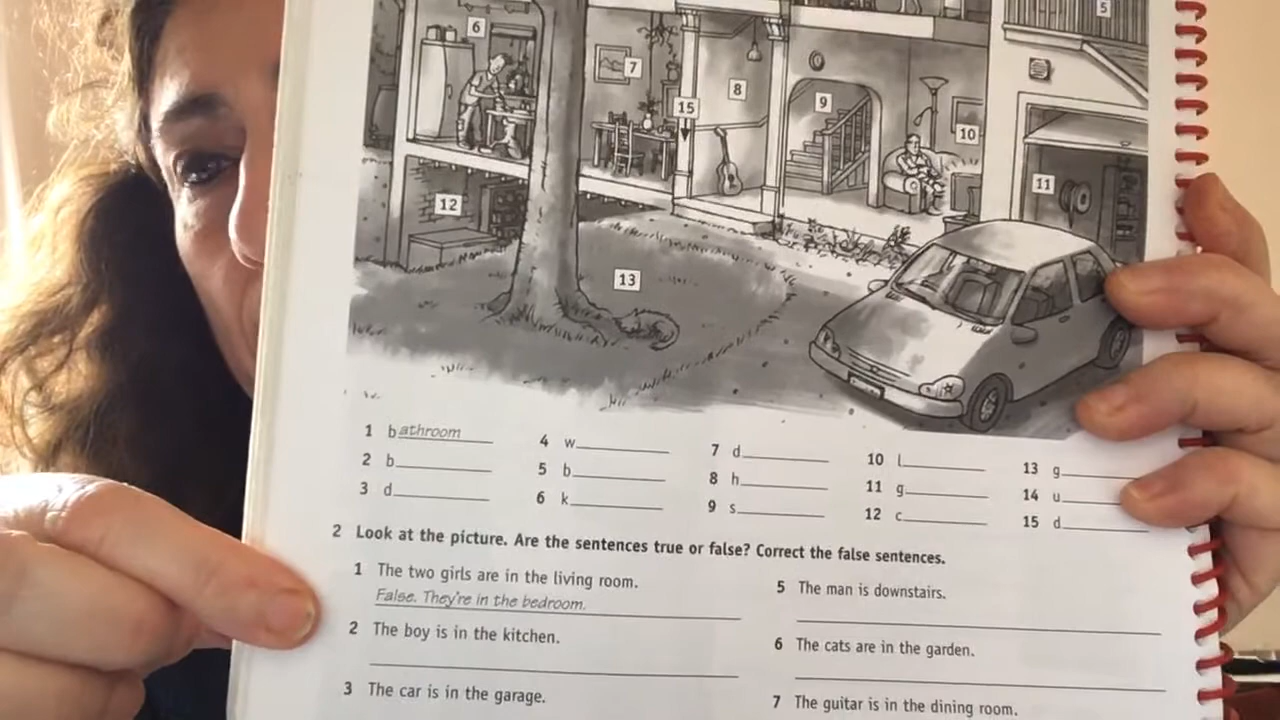 5
6
7
8
9
10
11
12
13
15
1 bathroom
2 b
3 d
4 w
5 b
6 k
7 d
8 h
9 s
10 l
11 g
12 c
13 g
14 u
15 d
2 Look at the picture. Are the sentences true or false? Correct the false sentences.
1 The two girls are in the living room.
False. They're in the bedroom.
2 The boy is in the kitchen.
3 The car is in the garage.
5 The man is downstairs.
6 The cats are in the garden.
7 The guitar is in the dining room.